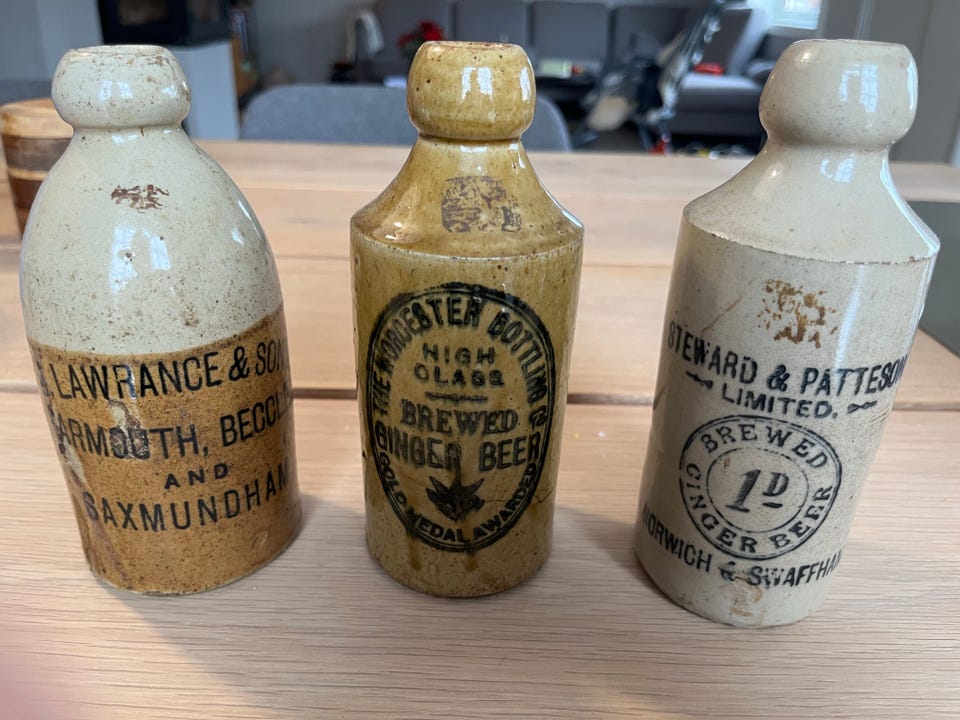 LAWRANCE & SON
ARMOUTH, BECCLE
AND
SAXMUNDHAM
THE WORCESTER BOTTLING Co
HIGH
CLASS
BREWED
GINGER BEER
GOLD MEDAL AWARDED
STEWARD & PATTESON
LIMITED.
BREWED
1D
GINGER BEER
NORWICH & SWAFFHAM